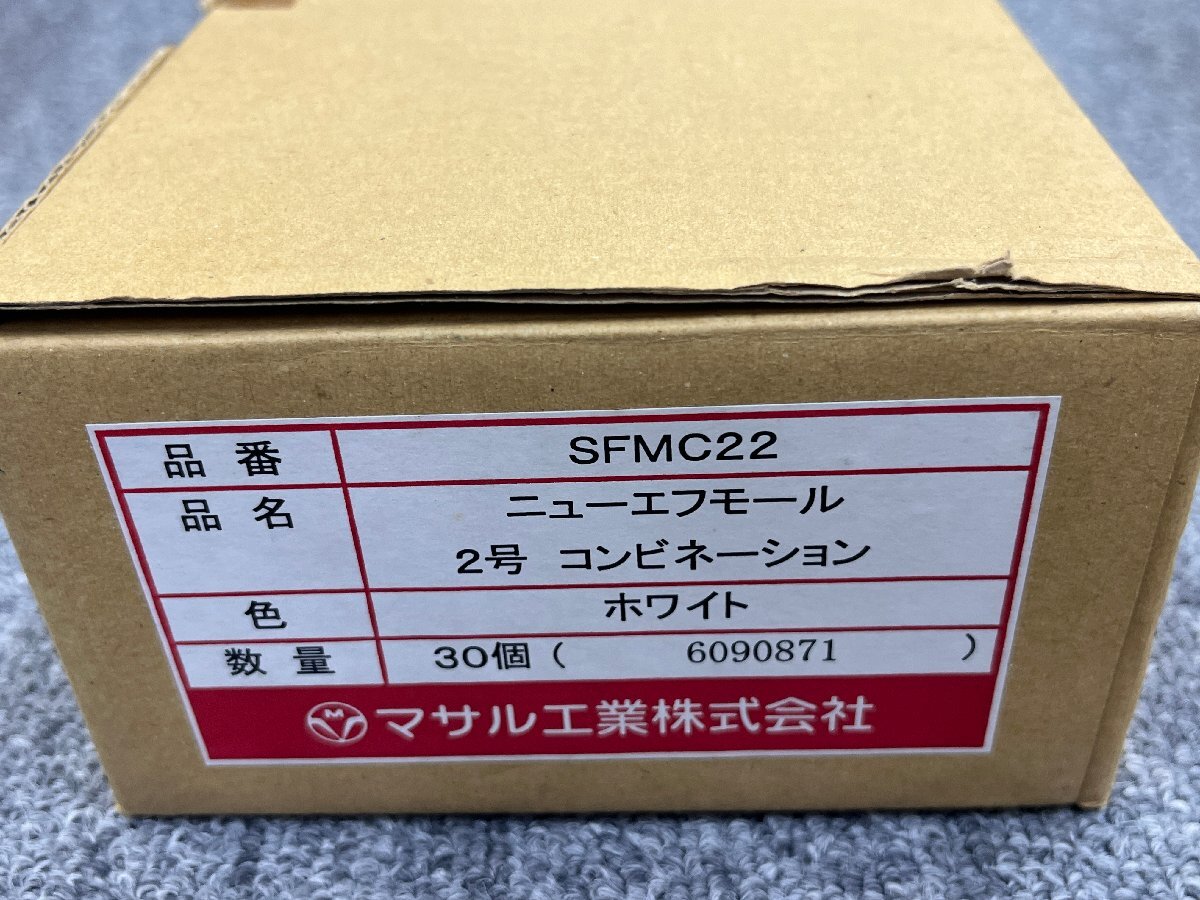 品番 SFMC22
品名 ニューエフモール
2号 コンビネーション
色 ホワイト
数量 30個 ( 6090871 )
M マサル工業株式会社